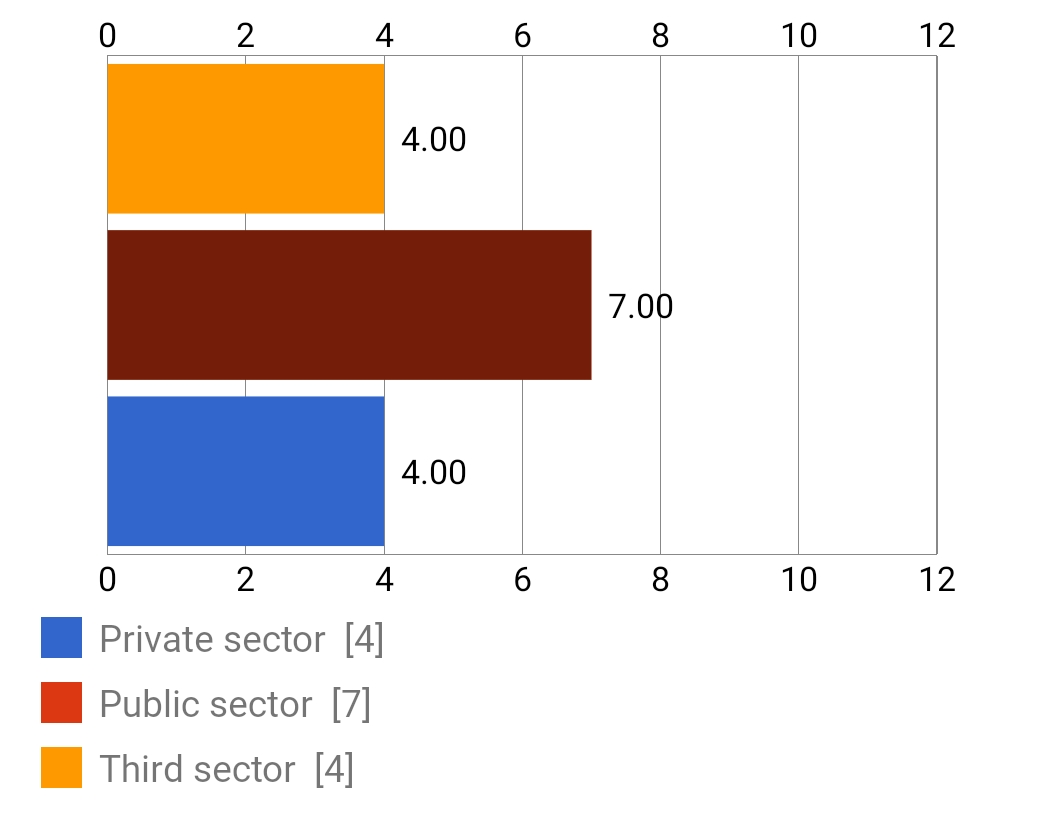 0 2 4 6 8 10 12
4.00
7.00
4.00
0 2 4 6 8 10 12
Private sector [4]
Public sector [7]
Third sector [4]